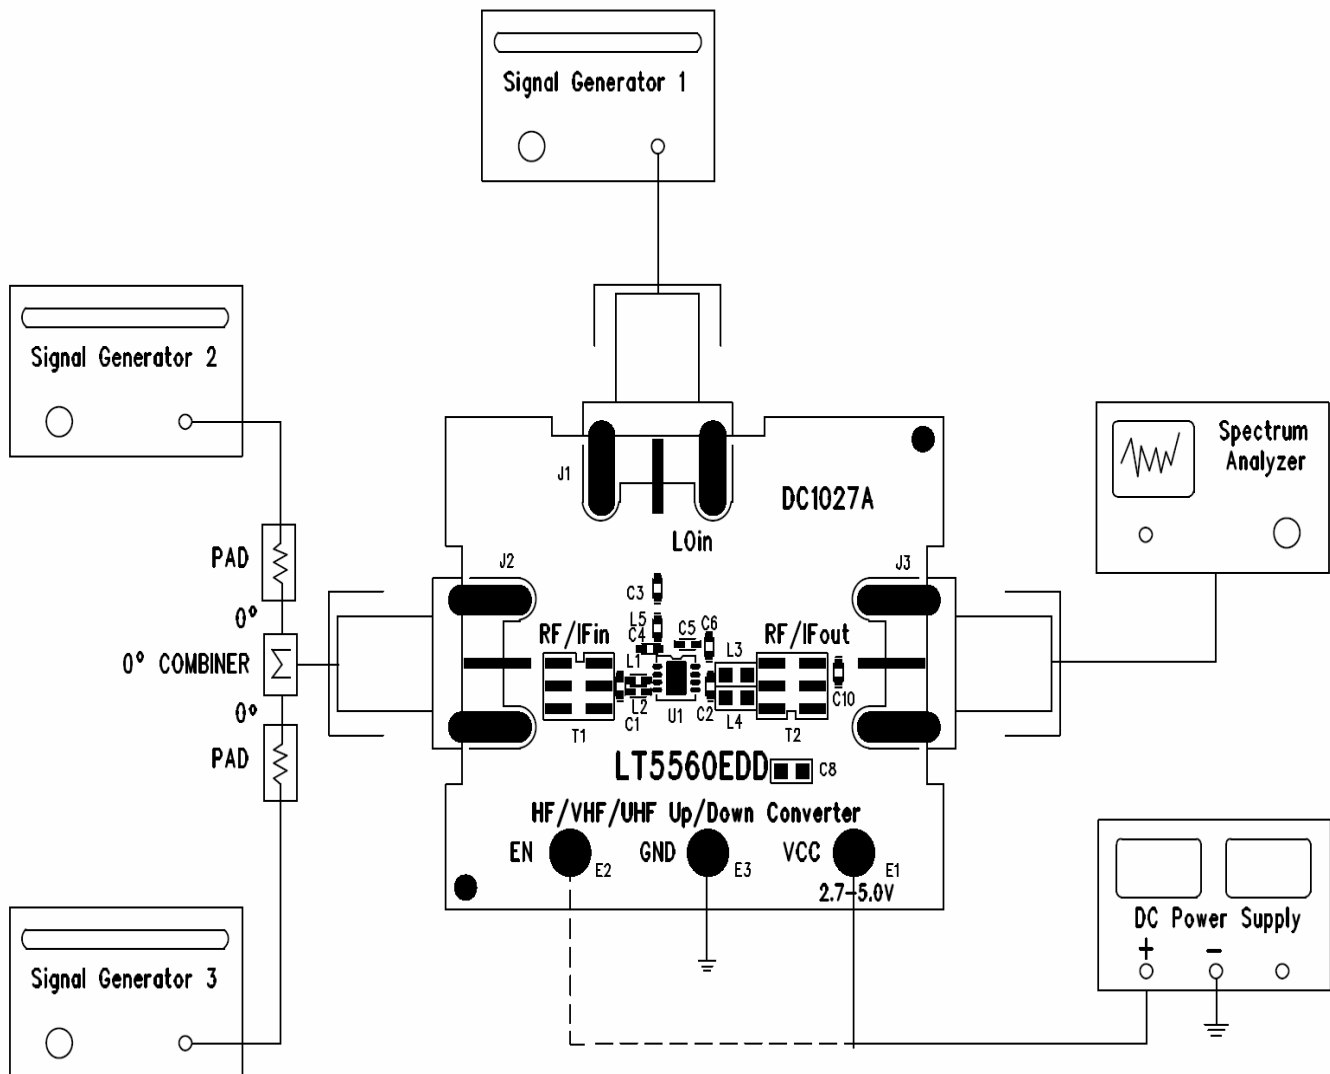 Signal Generator 1
Signal Generator 2
Spectrum
Analyzer
J1
DC1027A
LOin
PAD
J2
J3
0°
C3
L5
C4
C5
C6
RF/IFin
RF/IFout
0° COMBINER
Σ
L1
L3
L2
C1
U1
C2
L4
C10
0°
T1
T2
PAD
LT5560EDD
C8
HF/VHF/UHF Up/Down Converter
EN
E2
GND
E3
VCC
E1
2.7-5.0V
DC Power Supply
+ -
Signal Generator 3